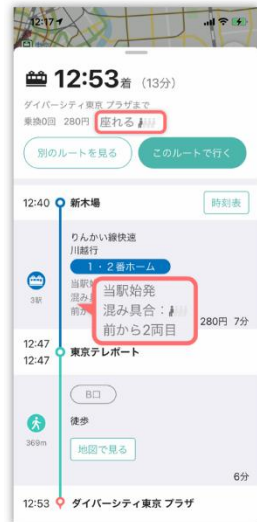 12:17
12:53着 (13分)
ダイバーシティ東京 プラザまで
乗換0回 280円 座れる
別のルートを見る
このルートで行く
12:40 新木場
時刻表
りんかい線快速
川越行
1・2番ホーム
3駅
当駅始発
混み具合：
前から2両目
280円 7分
12:47
12:47
東京テレポート
B口
徒歩
369m
地図で見る
6分
12:53 ダイバーシティ東京 プラザ